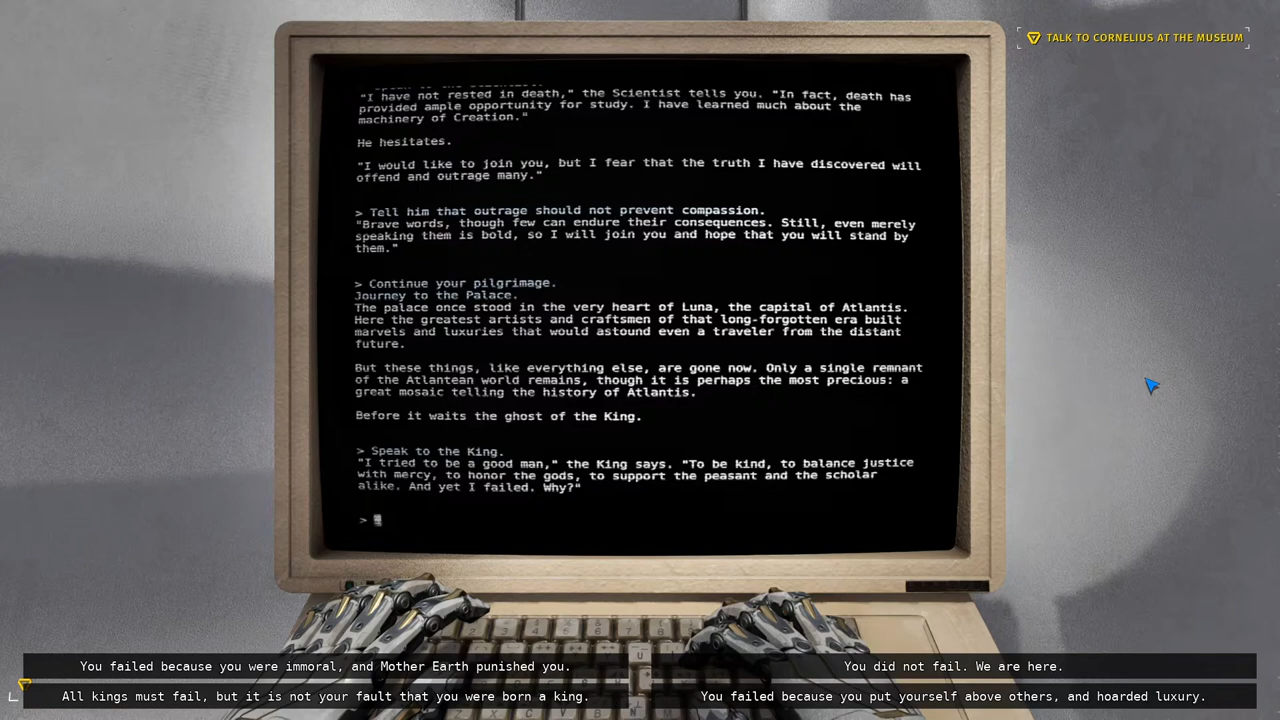 TALK TO CORNELIUS AT THE MUSEUM
"I have not rested in death," the Scientist tells you. "In fact, death has
provided ample opportunity for study. I have learned much about the
machinery of Creation."
He hesitates.
"I would like to join you, but I fear that the truth I have discovered will
offend and outrage many."
> Tell him that outrage should not prevent compassion.
"Brave words, though few can endure their consequences. Still, even merely
speaking them is bold, so I will join you and hope that you will stand by
them."
> Continue your pilgrimage.
Journey to the Palace.
The palace once stood in the very heart of Luna, the capital of Atlantis.
Here the greatest artists and craftsmen of that long-forgotten era built
marvels and luxuries that would astound even a traveler from the distant
future.
But these things, like everything else, are gone now. Only a single remnant
of the Atlantean world remains, though it is perhaps the most precious: a
great mosaic telling the history of Atlantis.
Before it waits the ghost of the King.
> Speak to the King.
"I tried to be a good man," the King says. "To be kind, to balance justice
with mercy, to honor the gods, to support the peasant and the scholar
alike. And yet I failed. Why?"
>
You failed because you were immoral, and Mother Earth punished you.
You did not fail. We are here.
All kings must fail, but it is not your fault that you were born a king.
You failed because you put yourself above others, and hoarded luxury.